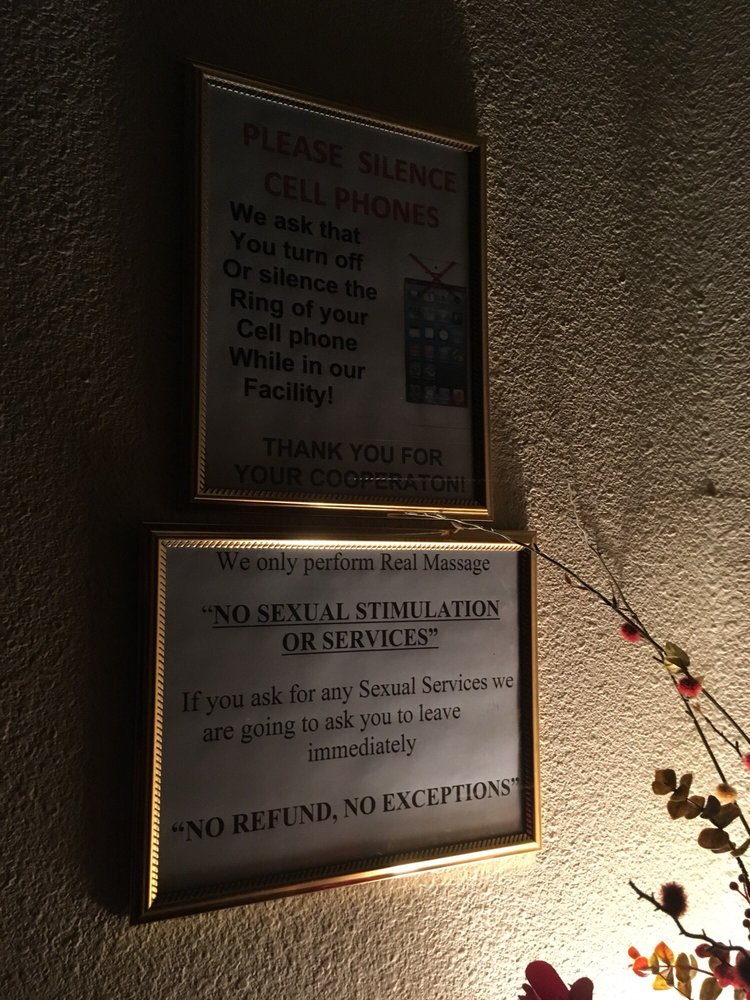 PLEASE SILENCE
CELL PHONES
We ask that
You turn off
Or silence the
Ring of your
Cell phone
While in our
Facility!
THANK YOU FOR
YOUR COOPERATON!
We only perform Real Massage
“NO SEXUAL STIMULATION
OR SERVICES”
If you ask for any Sexual Services we
are going to ask you to leave
immediately
“NO REFUND, NO EXCEPTIONS”